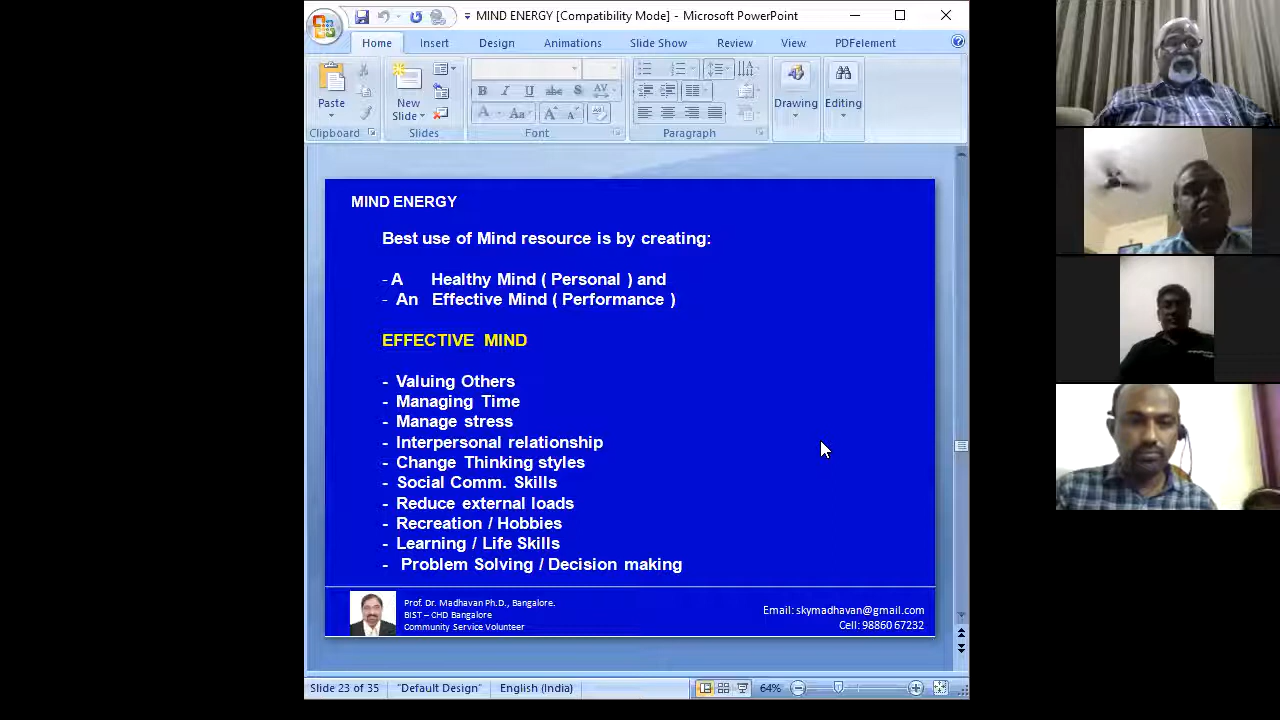 MIND ENERGY [Compatibility Mode] - Microsoft PowerPoint
Home Insert Design Animations Slide Show Review View PDFelement
Paste
New
Slide
Drawing
Editing
Clipboard Slides Font Paragraph
MIND ENERGY
Best use of Mind resource is by creating:
- A Healthy Mind ( Personal ) and
- An Effective Mind ( Performance )
EFFECTIVE MIND
- Valuing Others
- Managing Time
- Manage stress
- Interpersonal relationship
- Change Thinking styles
- Social Comm. Skills
- Reduce external loads
- Recreation / Hobbies
- Learning / Life Skills
- Problem Solving / Decision making
Prof. Dr. Madhavan Ph.D., Bangalore.
BIST – CHD Bangalore
Community Service Volunteer
Email: skymadhavan@gmail.com
Cell: 98860 67232
Slide 23 of 35 "Default Design" English (India) 64%